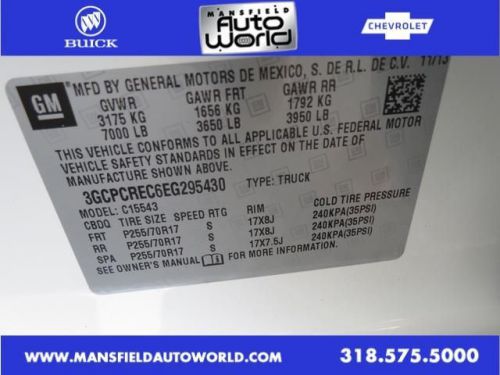 BUICK
MANSFIELD
Auto
World
CHEVROLET
GM
MFD BY GENERAL MOTORS DE MEXICO, S. DE R.L. DE C.V. 11/13
GVWR GAWR FRT GAWR RR
3175 KG 1656 KG 1792 KG
7000 LB 3650 LB 3950 LB
THIS VEHICLE CONFORMS TO ALL APPLICABLE U.S. FEDERAL MOTOR
VEHICLE SAFETY STANDARDS IN EFFECT ON THE DATE OF
MANUFACTURE SHOWN ABOVE.
3GCPCREC6EG295430 TYPE: TRUCK
MODEL: C15543
CBDQ TIRE SIZE SPEED RTG RIM COLD TIRE PRESSURE
FRT P255/70R17 S 17X8J 240KPA(35PSI)
RR P255/70R17 S 17X8J 240KPA(35PSI)
SPA P255/70R17 S 17X7.5J 240KPA(35PSI)
SEE OWNER'S MANUAL FOR MORE INFORMATION
WWW.MANSFIELDAUTOWORLD.COM 318.575.5000